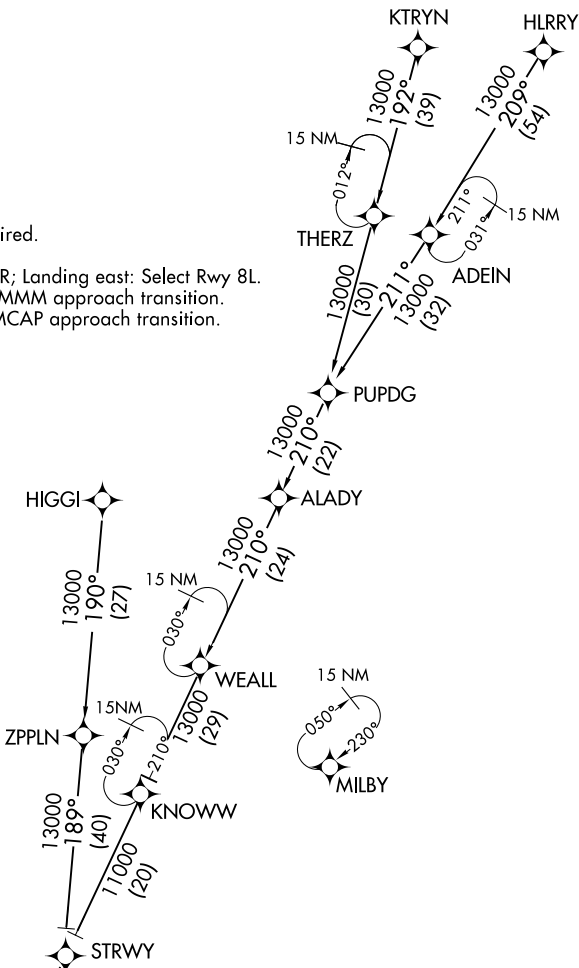 KTRYN
HLRRY
13000
192°
(39)
13000
209°
(54)
15 NM
012°
211°
031°
15 NM
ired.
THERZ
ADEIN
R; Landing east: Select Rwy 8L.
MMM approach transition.
MCAP approach transition.
13000
(30)
211°
13000
(32)
PUPDG
13000
210°
(22)
HIGGI
ALADY
13000
190°
(27)
13000
210°
(24)
15 NM
030°
WEALL
15 NM
050°
230°
MILBY
ZPPLN
15NM
030°
210°
13000
(29)
KNOWW
13000
189°
(40)
11000
(20)
STRWY